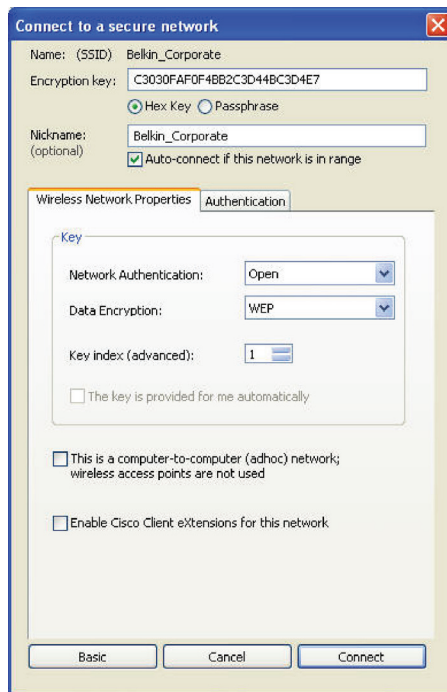 Connect to a secure network
Name: (SSID) Belkin_Corporate
Encryption key: C3030FAF0F4BB2C3D44BC3D4E7
Hex Key Passphrase
Nickname: Belkin_Corporate
(optional)
Auto-connect if this network is in range
Wireless Network Properties Authentication
Key
Network Authentication: Open
Data Encryption: WEP
Key index (advanced): 1
The key is provided for me automatically
This is a computer-to-computer (adhoc) network;
wireless access points are not used
Enable Cisco Client eXtensions for this network
Basic Cancel Connect